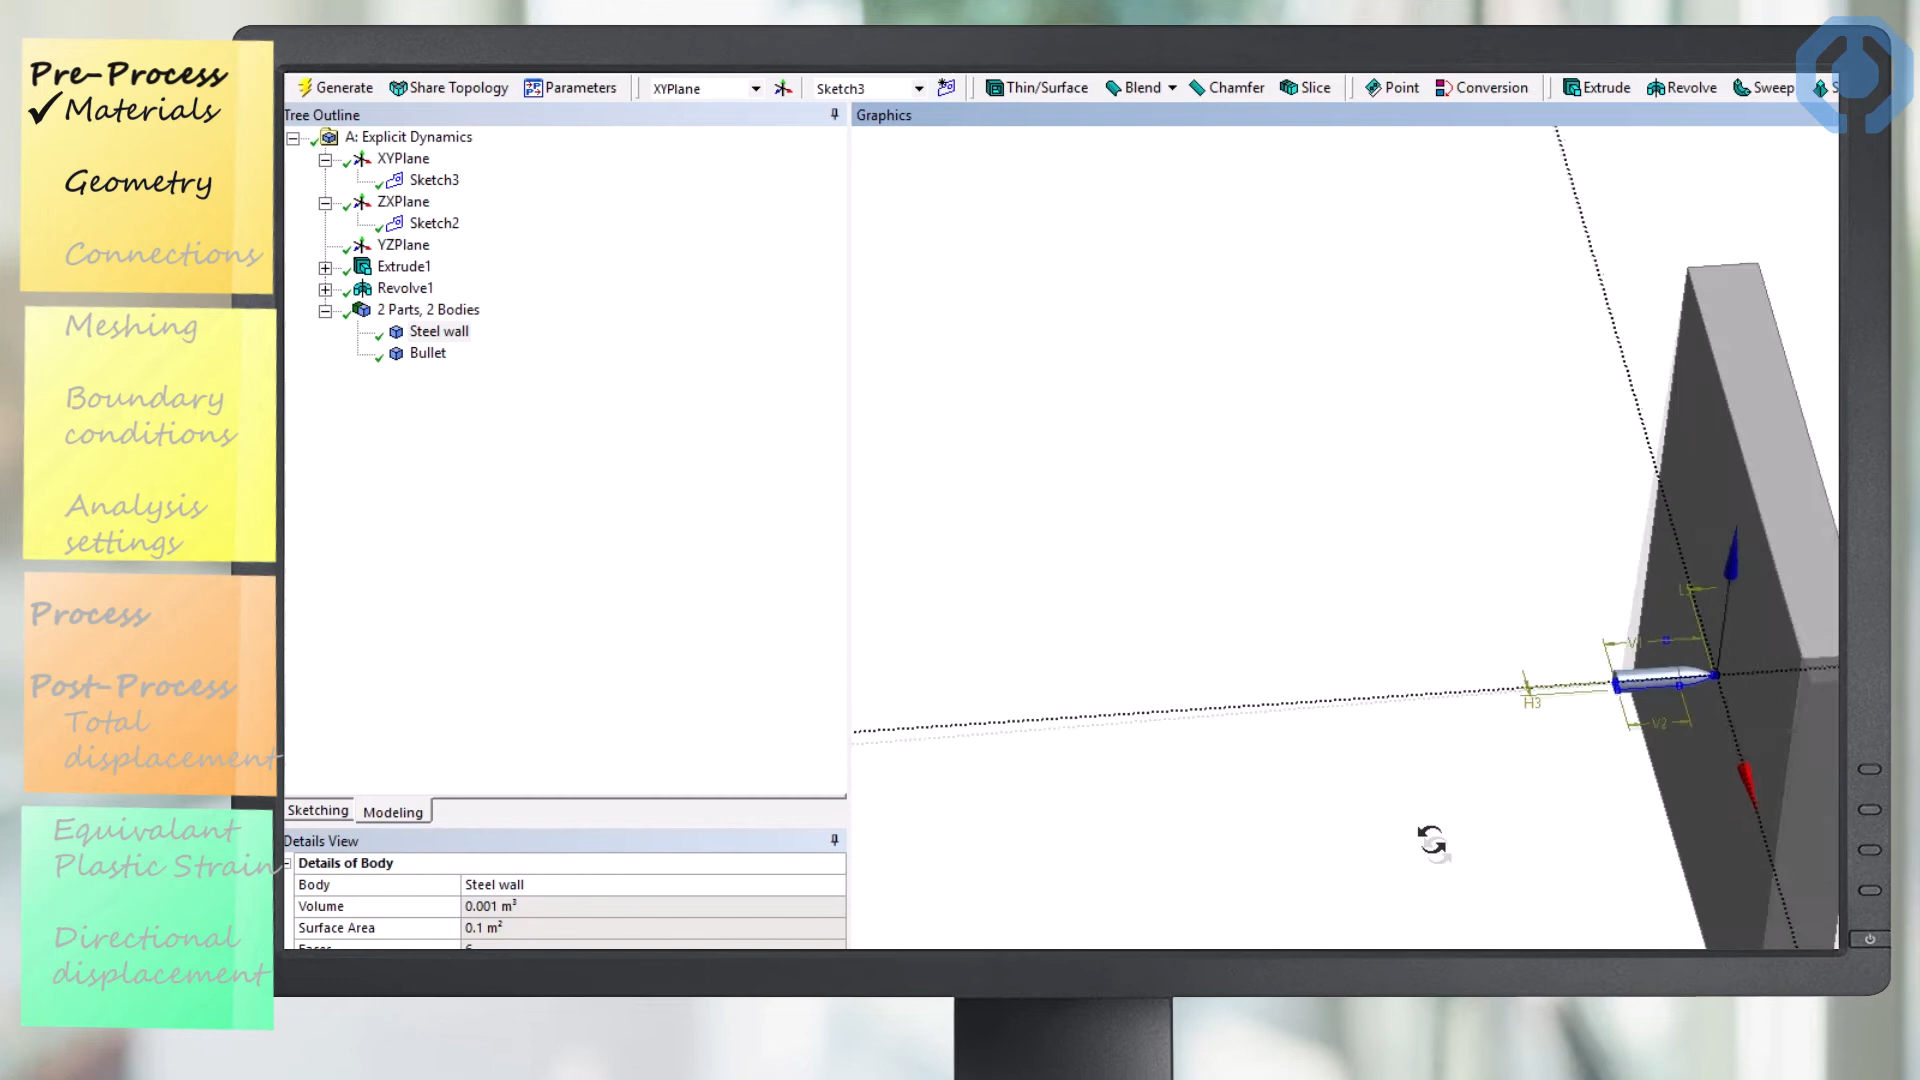 Pre-Process
✓Materials
Geometry
Connections
Meshing
Boundary
conditions
Analysis
settings
Process
Post-Process
Total
displacement
Equivalant
Plastic Strain
Directional
displacement
Generate Share Topology Parameters XYPlane Sketch3 Thin/Surface Blend Chamfer Slice Point Conversion Extrude Revolve Sweep S
Tree Outline
A: Explicit Dynamics
XYPlane
Sketch3
ZXPlane
Sketch2
YZPlane
Extrude1
Revolve1
2 Parts, 2 Bodies
Steel wall
Bullet
Sketching Modeling
Details View
Details of Body
Body Steel wall
Volume 0.001 m³
Surface Area 0.1 m²
Faces 6
Graphics
V1
H3
V2